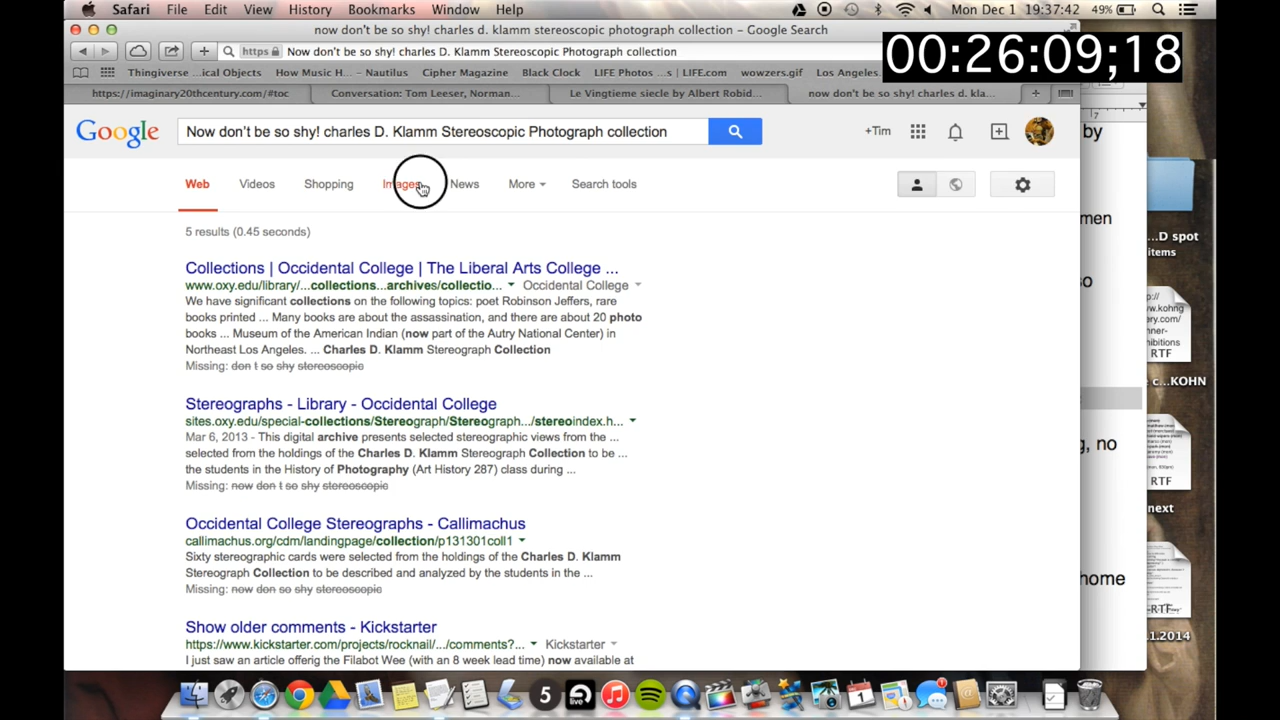 Safari File Edit View History Bookmarks Window Help Mon Dec 1 19:37:42 49%
now don't be so shy! charles d. klamm stereoscopic photograph collection – Google Search
https Now don't be so shy! charles D. Klamm Stereoscopic Photograph collection
00:26:09;18
Thingiverse ...ical Objects How Music H... – Nautilus Cipher Magazine Black Clock LIFE Photos ...s | LIFE.com wowzers.gif Los Angeles.
https://imaginary20thcentury.com/#toc Conversation: Tom Leeser, Norman... Le Vingtieme siecle by Albert Robid... now don't be so shy! charles d. kla...
Google Now don't be so shy! charles D. Klamm Stereoscopic Photograph collection +Tim
by
Web Videos Shopping Images News More Search tools
men
...D spot
items
5 results (0.45 seconds)
Collections | Occidental College | The Liberal Arts College ...
www.oxy.edu/library/...collections...archives/collectio... Occidental College
We have significant collections on the following topics: poet Robinson Jeffers, rare
books printed ... Many books are about the assassination, and there are about 20 photo
books ... Museum of the American Indian (now part of the Autry National Center) in
Northeast Los Angeles. ... Charles D. Klamm Stereograph Collection
Missing: don t so shy stereoscopic
RTF
c...KOHN
Stereographs - Library - Occidental College
sites.oxy.edu/special-collections/Stereograph/Stereograph.../stereoindex.h...
Mar 6, 2013 - This digital archive presents selected stereographic views from the ...
selected from the holdings of the Charles D. Klamm Stereograph Collection to be ...
the students in the History of Photography (Art History 287) class during ...
Missing: now don t so shy stereoscopic
g, no
RTF
next
Occidental College Stereographs - Callimachus
callimachus.org/cdm/landingpage/collection/p131301coll1
Sixty stereographic cards were selected from the holdings of the Charles D. Klamm
Stereograph Collection to be described and analyzed by the students in the ...
Missing: now don so shy stereoscopic
home
RTF
.1.2014
Show older comments - Kickstarter
https://www.kickstarter.com/projects/rocknail/.../comments?... Kickstarter
I just saw an article offerig the Filabot Wee (with an 8 week lead time) now available at
5 live 1